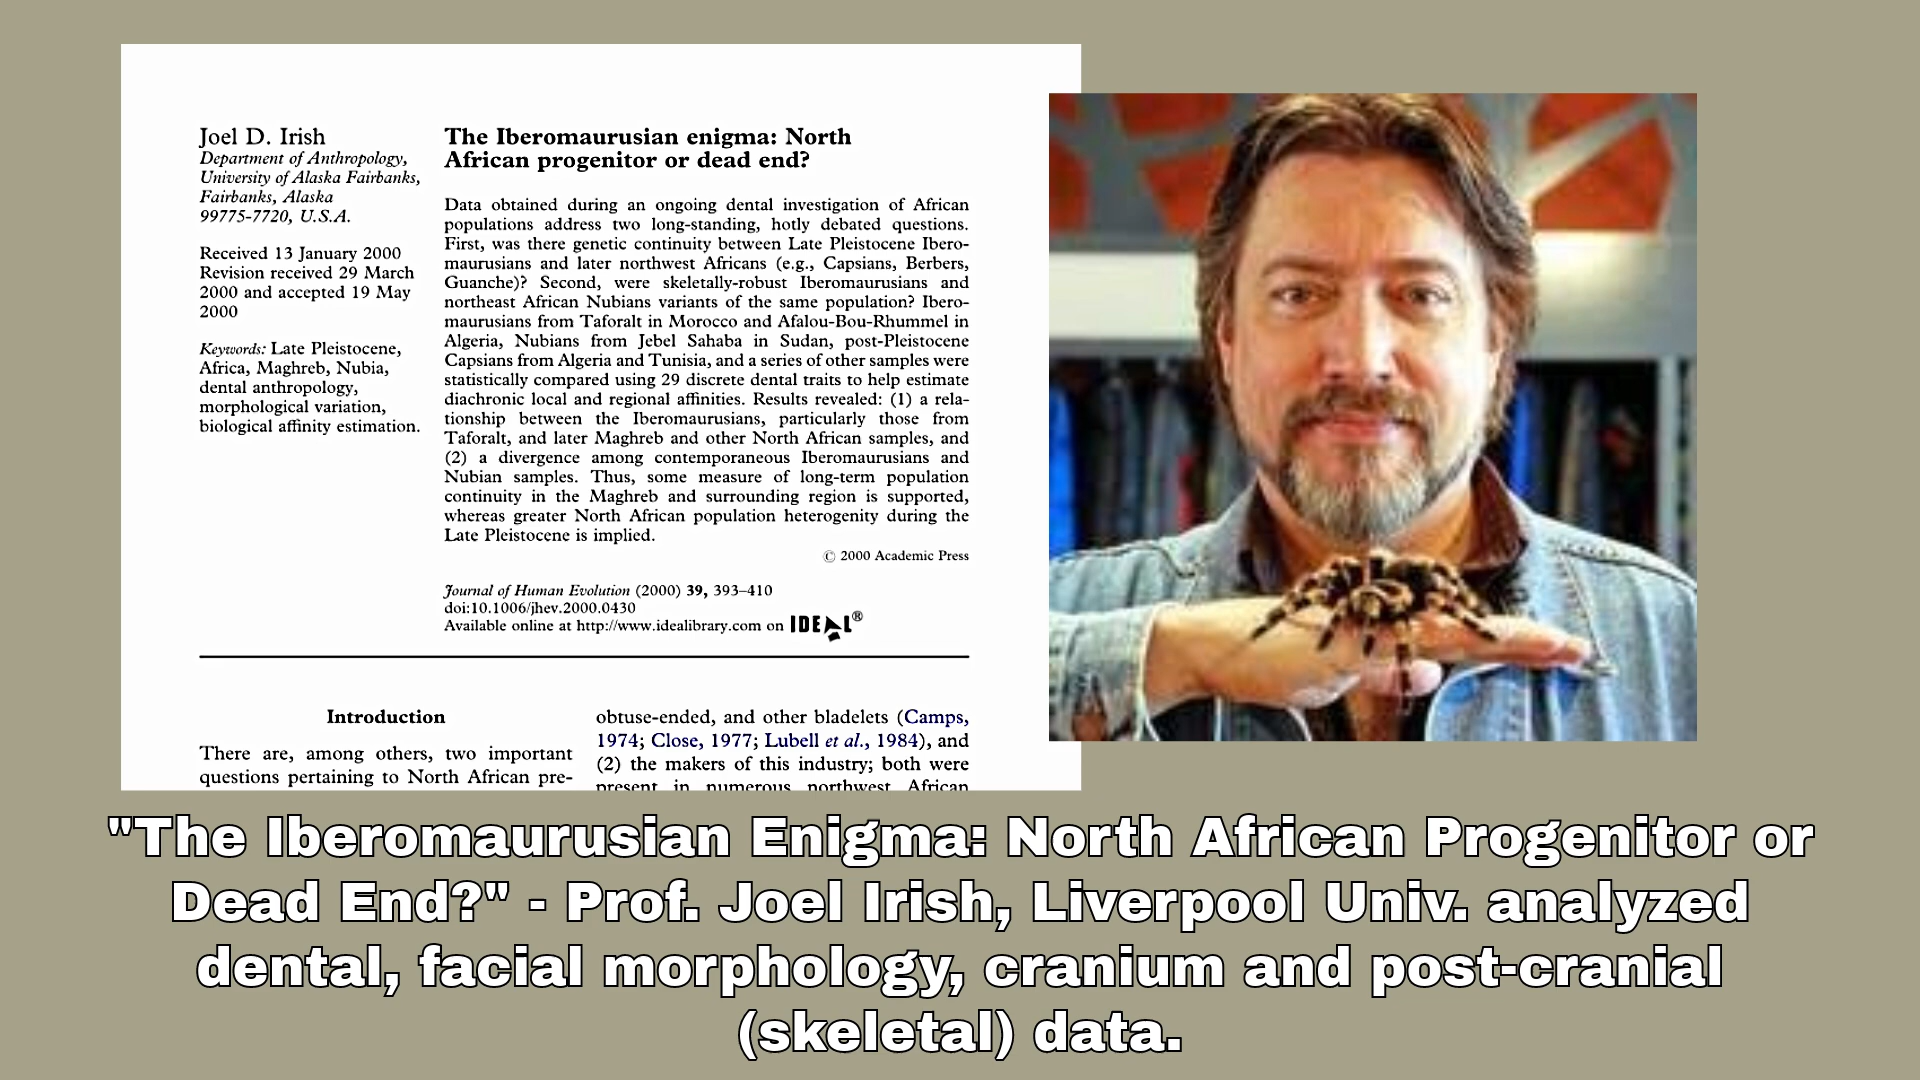 Joel D. Irish
Department of Anthropology,
University of Alaska Fairbanks,
Fairbanks, Alaska
99775-7720, U.S.A.
Received 13 January 2000
Revision received 29 March
2000 and accepted 19 May
2000
Keywords: Late Pleistocene,
Africa, Maghreb, Nubia,
dental anthropology,
morphological variation,
biological affinity estimation.
The Iberomaurusian enigma: North
African progenitor or dead end?
Data obtained during an ongoing dental investigation of African
populations address two long-standing, hotly debated questions.
First, was there genetic continuity between Late Pleistocene Ibero-
maurusians and later northwest Africans (e.g., Capsians, Berbers,
Guanche)? Second, were skeletally-robust Iberomaurusians and
northeast African Nubians variants of the same population? Ibero-
maurusians from Taforalt in Morocco and Afalou-Bou-Rhummel in
Algeria, Nubians from Jebel Sahaba in Sudan, post-Pleistocene
Capsians from Algeria and Tunisia, and a series of other samples were
statistically compared using 29 discrete dental traits to help estimate
diachronic local and regional affinities. Results revealed: (1) a rela-
tionship between the Iberomaurusians, particularly those from
Taforalt, and later Maghreb and other North African samples, and
(2) a divergence among contemporaneous Iberomaurusians and
Nubian samples. Thus, some measure of long-term population
continuity in the Maghreb and surrounding region is supported,
whereas greater North African population heterogenity during the
Late Pleistocene is implied.
© 2000 Academic Press
Journal of Human Evolution (2000) 39, 393–410
doi:10.1006/jhev.2000.0430
Available online at http://www.idealibrary.com on IDEAL®
Introduction
There are, among others, two important
questions pertaining to North African pre-
obtuse-ended, and other bladelets (Camps,
1974; Close, 1977; Lubell et al., 1984), and
(2) the makers of this industry; both were
present in numerous northwest African
"The Iberomaurusian Enigma: North African Progenitor or
Dead End?" - Prof. Joel Irish, Liverpool Univ. analyzed
dental, facial morphology, cranium and post-cranial
(skeletal) data.